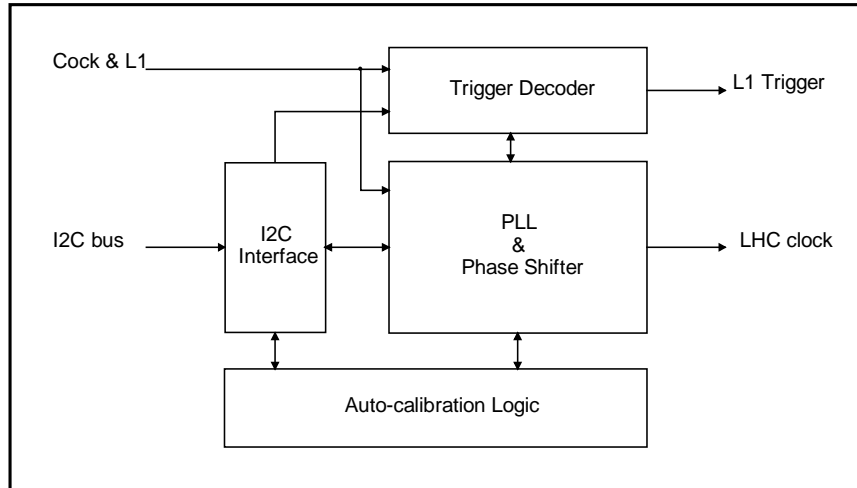 Cock & L1
Trigger Decoder
L1 Trigger
I2C bus
I2C
Interface
PLL
&
Phase Shifter
LHC clock
Auto-calibration Logic